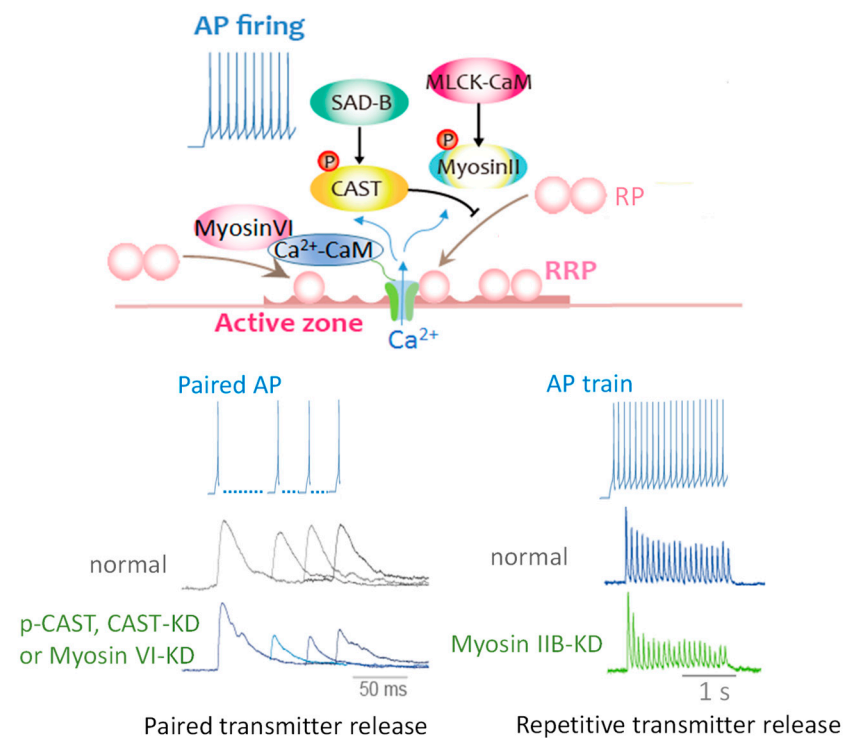 AP firing
MLCK-CaM
SAD-B
P
P
MyosinII
CAST
RP
MyosinVI
Ca²⁺-CaM
RRP
Active zone
Ca²⁺
Paired AP
AP train
normal
normal
p-CAST, CAST-KD
or Myosin VI-KD
Myosin IIB-KD
50 ms
1 s
Paired transmitter release
Repetitive transmitter release